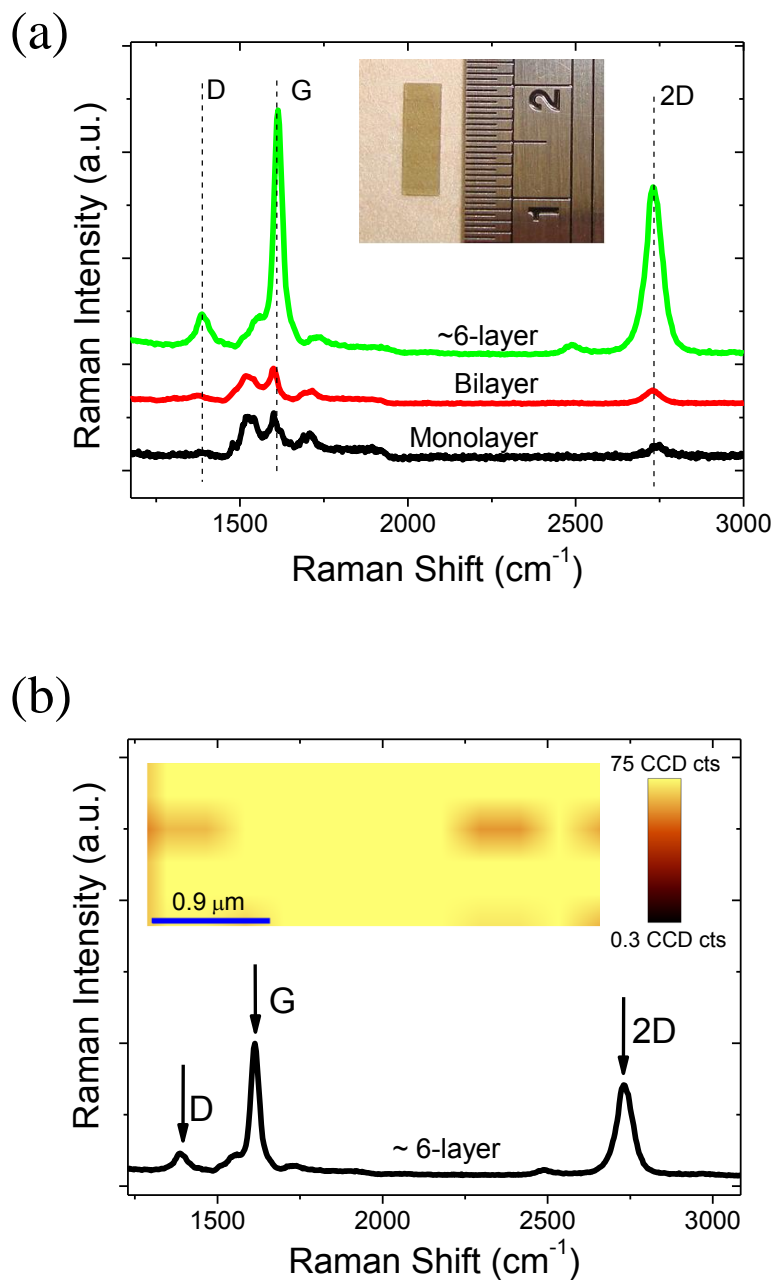 (a)
D
G
2D
2
1
~6-layer
Bilayer
Monolayer
Raman Intensity (a.u.)
1500
2000
2500
3000
Raman Shift (cm⁻¹)
(b)
75 CCD cts
0.9 μm
0.3 CCD cts
G
D
2D
~ 6-layer
Raman Intensity (a.u.)
1500
2000
2500
3000
Raman Shift (cm⁻¹)